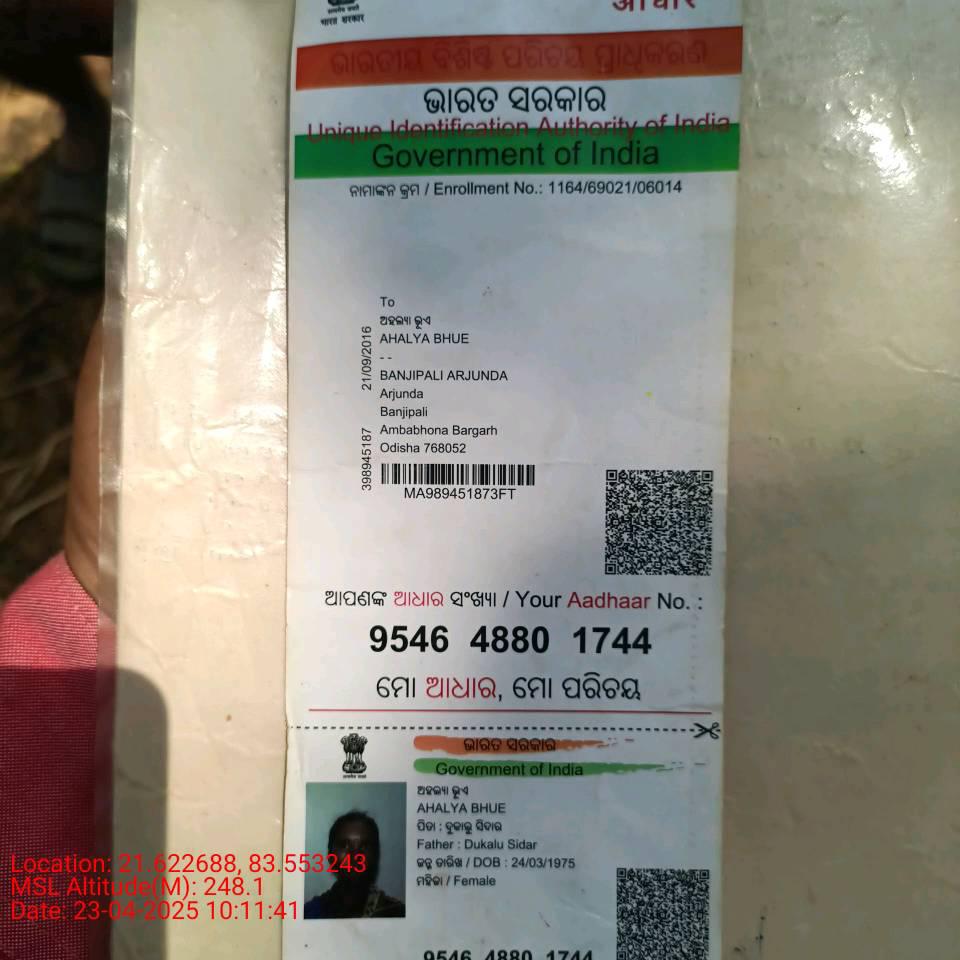 भारत सरकार
आधार
ଭାରତୀୟ ବିଶିଷ୍ଟ ପରିଚୟ ପ୍ରାଧିକରଣ
ଭାରତ ସରକାର
Unique Identification Authority of India
Government of India
ନାମାଙ୍କନ କ୍ରମ / Enrollment No.: 1164/69021/06014
To
ଅହଲ୍ୟା ଭୂଏ
AHALYA BHUE
- -
BANJIPALI ARJUNDA
Arjunda
Banjipali
Ambabhona Bargarh
Odisha 768052
21/09/2016
398945187
MA989451873FT
ଆପଣଙ୍କ ଆଧାର ସଂଖ୍ୟା / Your Aadhaar No. :
9546 4880 1744
ମୋ ଆଧାର, ମୋ ପରିଚୟ
ଭାରତ ସରକାର
Government of India
ଅହଲ୍ୟା ଭୂଏ
AHALYA BHUE
ପିତା : ଦୁକାଲୁ ସିଦାର
Father : Dukalu Sidar
ଜନ୍ମ ତାରିଖ / DOB : 24/03/1975
ମହିଳା / Female
9546 4880 1744
Location: 21.622688, 83.553243
MSL Altitude(M): 248.1
Date: 23-04-2025 10:11:41